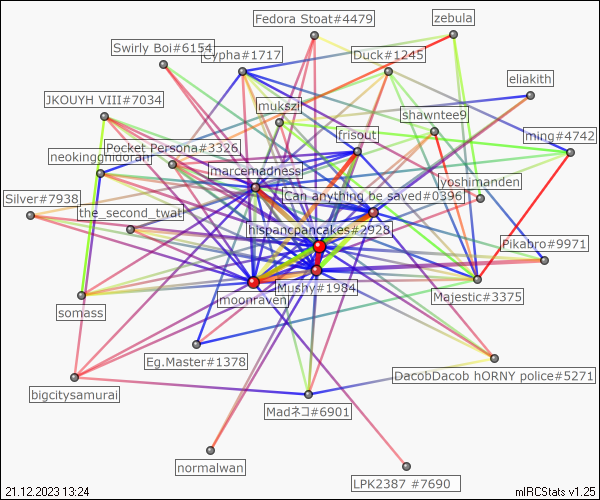 Fedora Stoat#4479
zebula
Swirly Boi#6154
Cypha#1717
Duck#1245
eliakith
JKOUYH VIII#7034
mukszi
shawntee9
frisout
ming#4742
Pocket Persona#3326
neokingghidorah
marcemadness
yoshimanden
Can anything be saved#0396
Silver#7938
the_second_twat
hispancpancakes#2928
Pikabro#9971
Mushy#1984
moonraven
Majestic#3375
somass
Eg.Master#1378
DacobDacob hORNY police#5271
bigcitysamurai
Madネコ#6901
normalwan
LPK2387 #7690
21.12.2023 13:24
mIRCStats v1.25